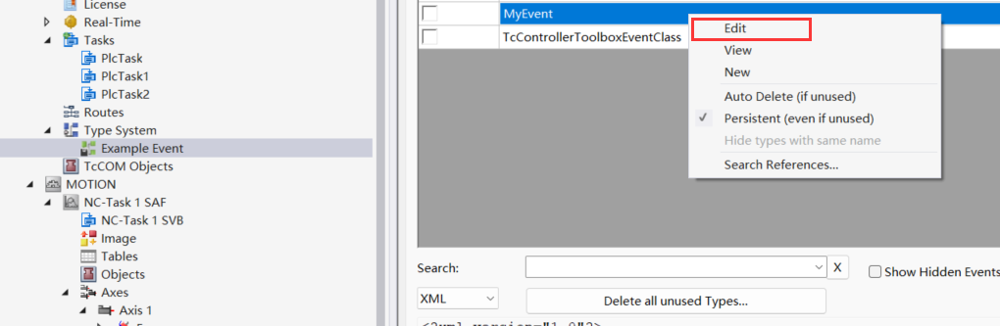 License
Real-Time
Tasks
PlcTask
PlcTask1
PlcTask2
Routes
Type System
Example Event
TcCOM Objects
MOTION
NC-Task 1 SAF
NC-Task 1 SVB
Image
Tables
Objects
Axes
Axis 1
MyEvent
TcControllerToolboxEventClass
Edit
View
New
Auto Delete (if unused)
Persistent (even if unused)
Hide types with same name
Search References...
Search:
X
Show Hidden Events
XML
Delete all unused Types...